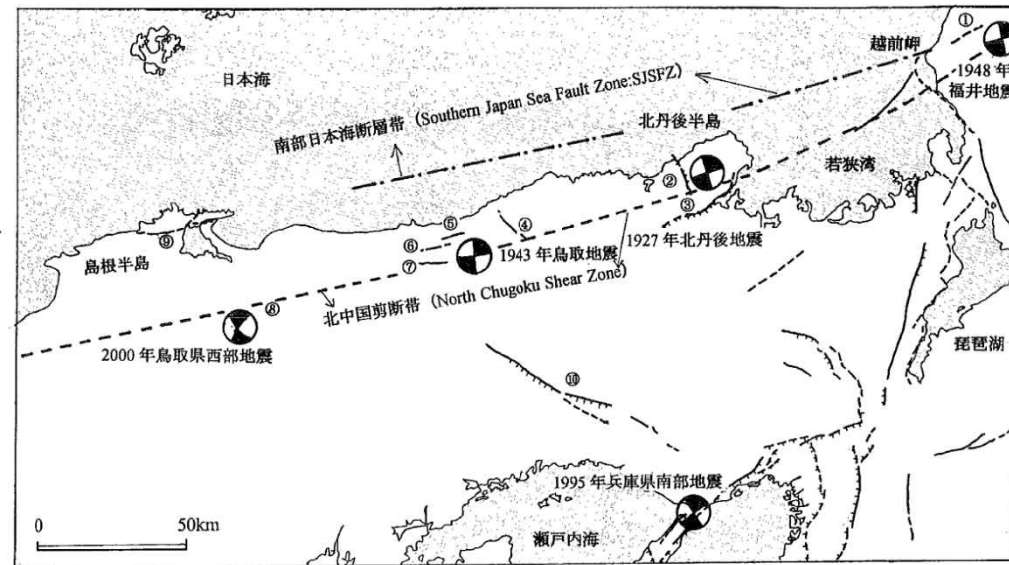 ①
越前岬
1948 年
福井地震
日本海
南部日本海断層帯（Southern Japan Sea Fault Zone:SJSFZ）
北丹後半島
若狭湾
②
③
1927 年北丹後地震
④
⑤
⑥
⑦
1943 年鳥取地震
⑨
島根半島
北中国剪断帯（North Chugoku Shear Zone）
⑧
2000 年鳥取県西部地震
琵琶湖
⑩
1995 年兵庫県南部地震
瀬戸内海
0
50km